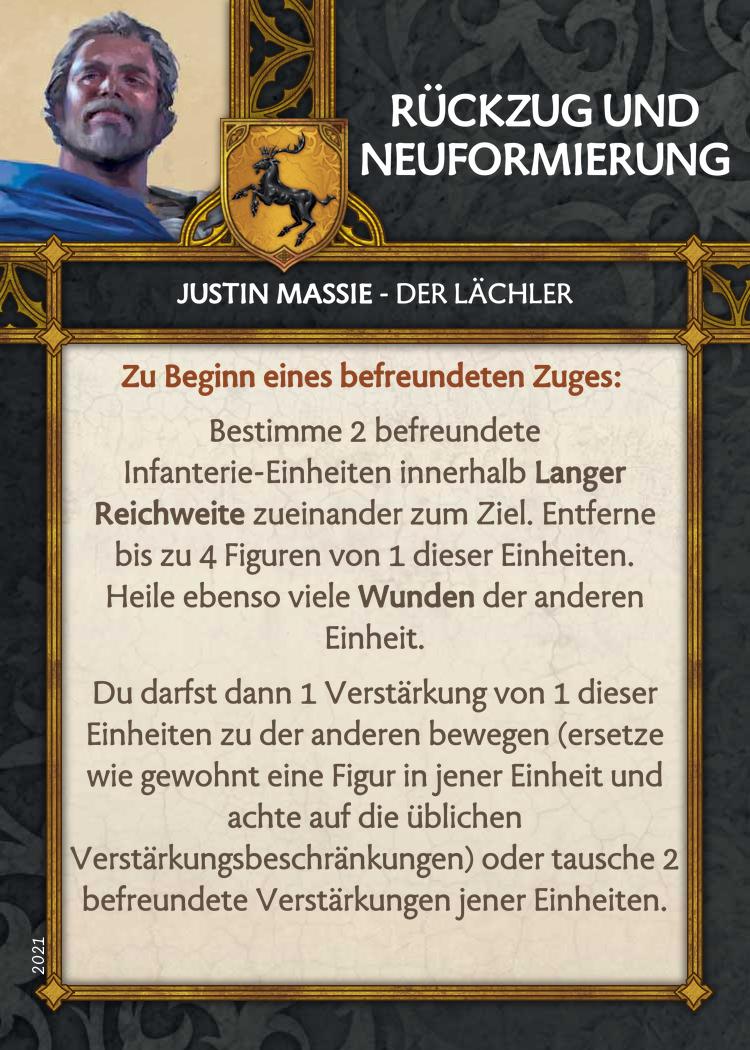 RÜCKZUG UND
NEUFORMIERUNG
JUSTIN MASSIE - DER LÄCHLER
Zu Beginn eines befreundeten Zuges:
Bestimme 2 befreundete
Infanterie-Einheiten innerhalb Langer
Reichweite zueinander zum Ziel. Entferne
bis zu 4 Figuren von 1 dieser Einheiten.
Heile ebenso viele Wunden der anderen
Einheit.
Du darfst dann 1 Verstärkung von 1 dieser
Einheiten zu der anderen bewegen (ersetze
wie gewohnt eine Figur in jener Einheit und
achte auf die üblichen
Verstärkungsbeschränkungen) oder tausche 2
befreundete Verstärkungen jener Einheiten.
2021